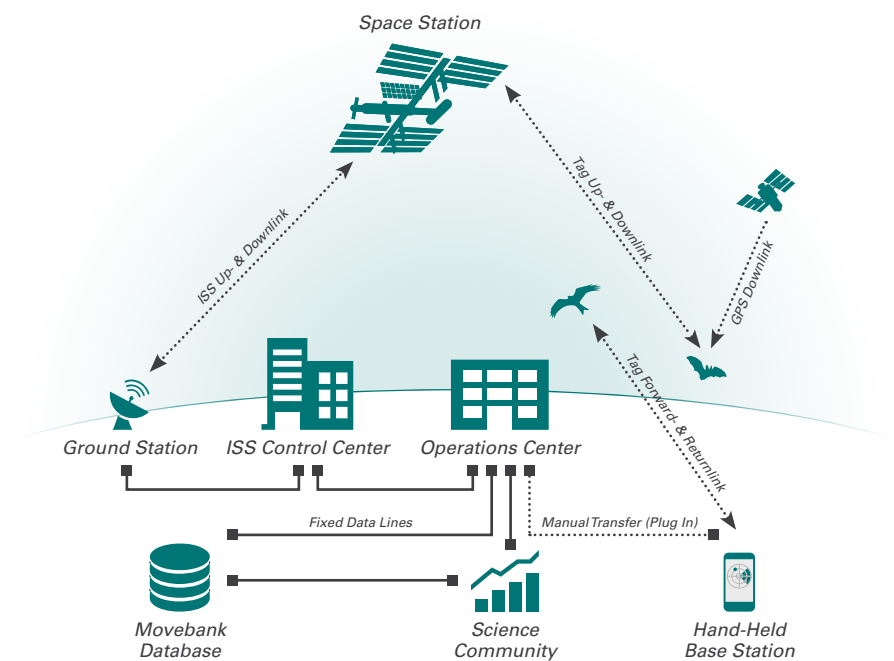 Space Station
Tag Up- & Downlink
ISS Up- & Downlink
GPS Downlink
Tag Forward- & Returnlink
Ground Station
ISS Control Center
Operations Center
Fixed Data Lines
Manual Transfer (Plug In)
Movebank
Database
Science
Community
Hand-Held
Base Station